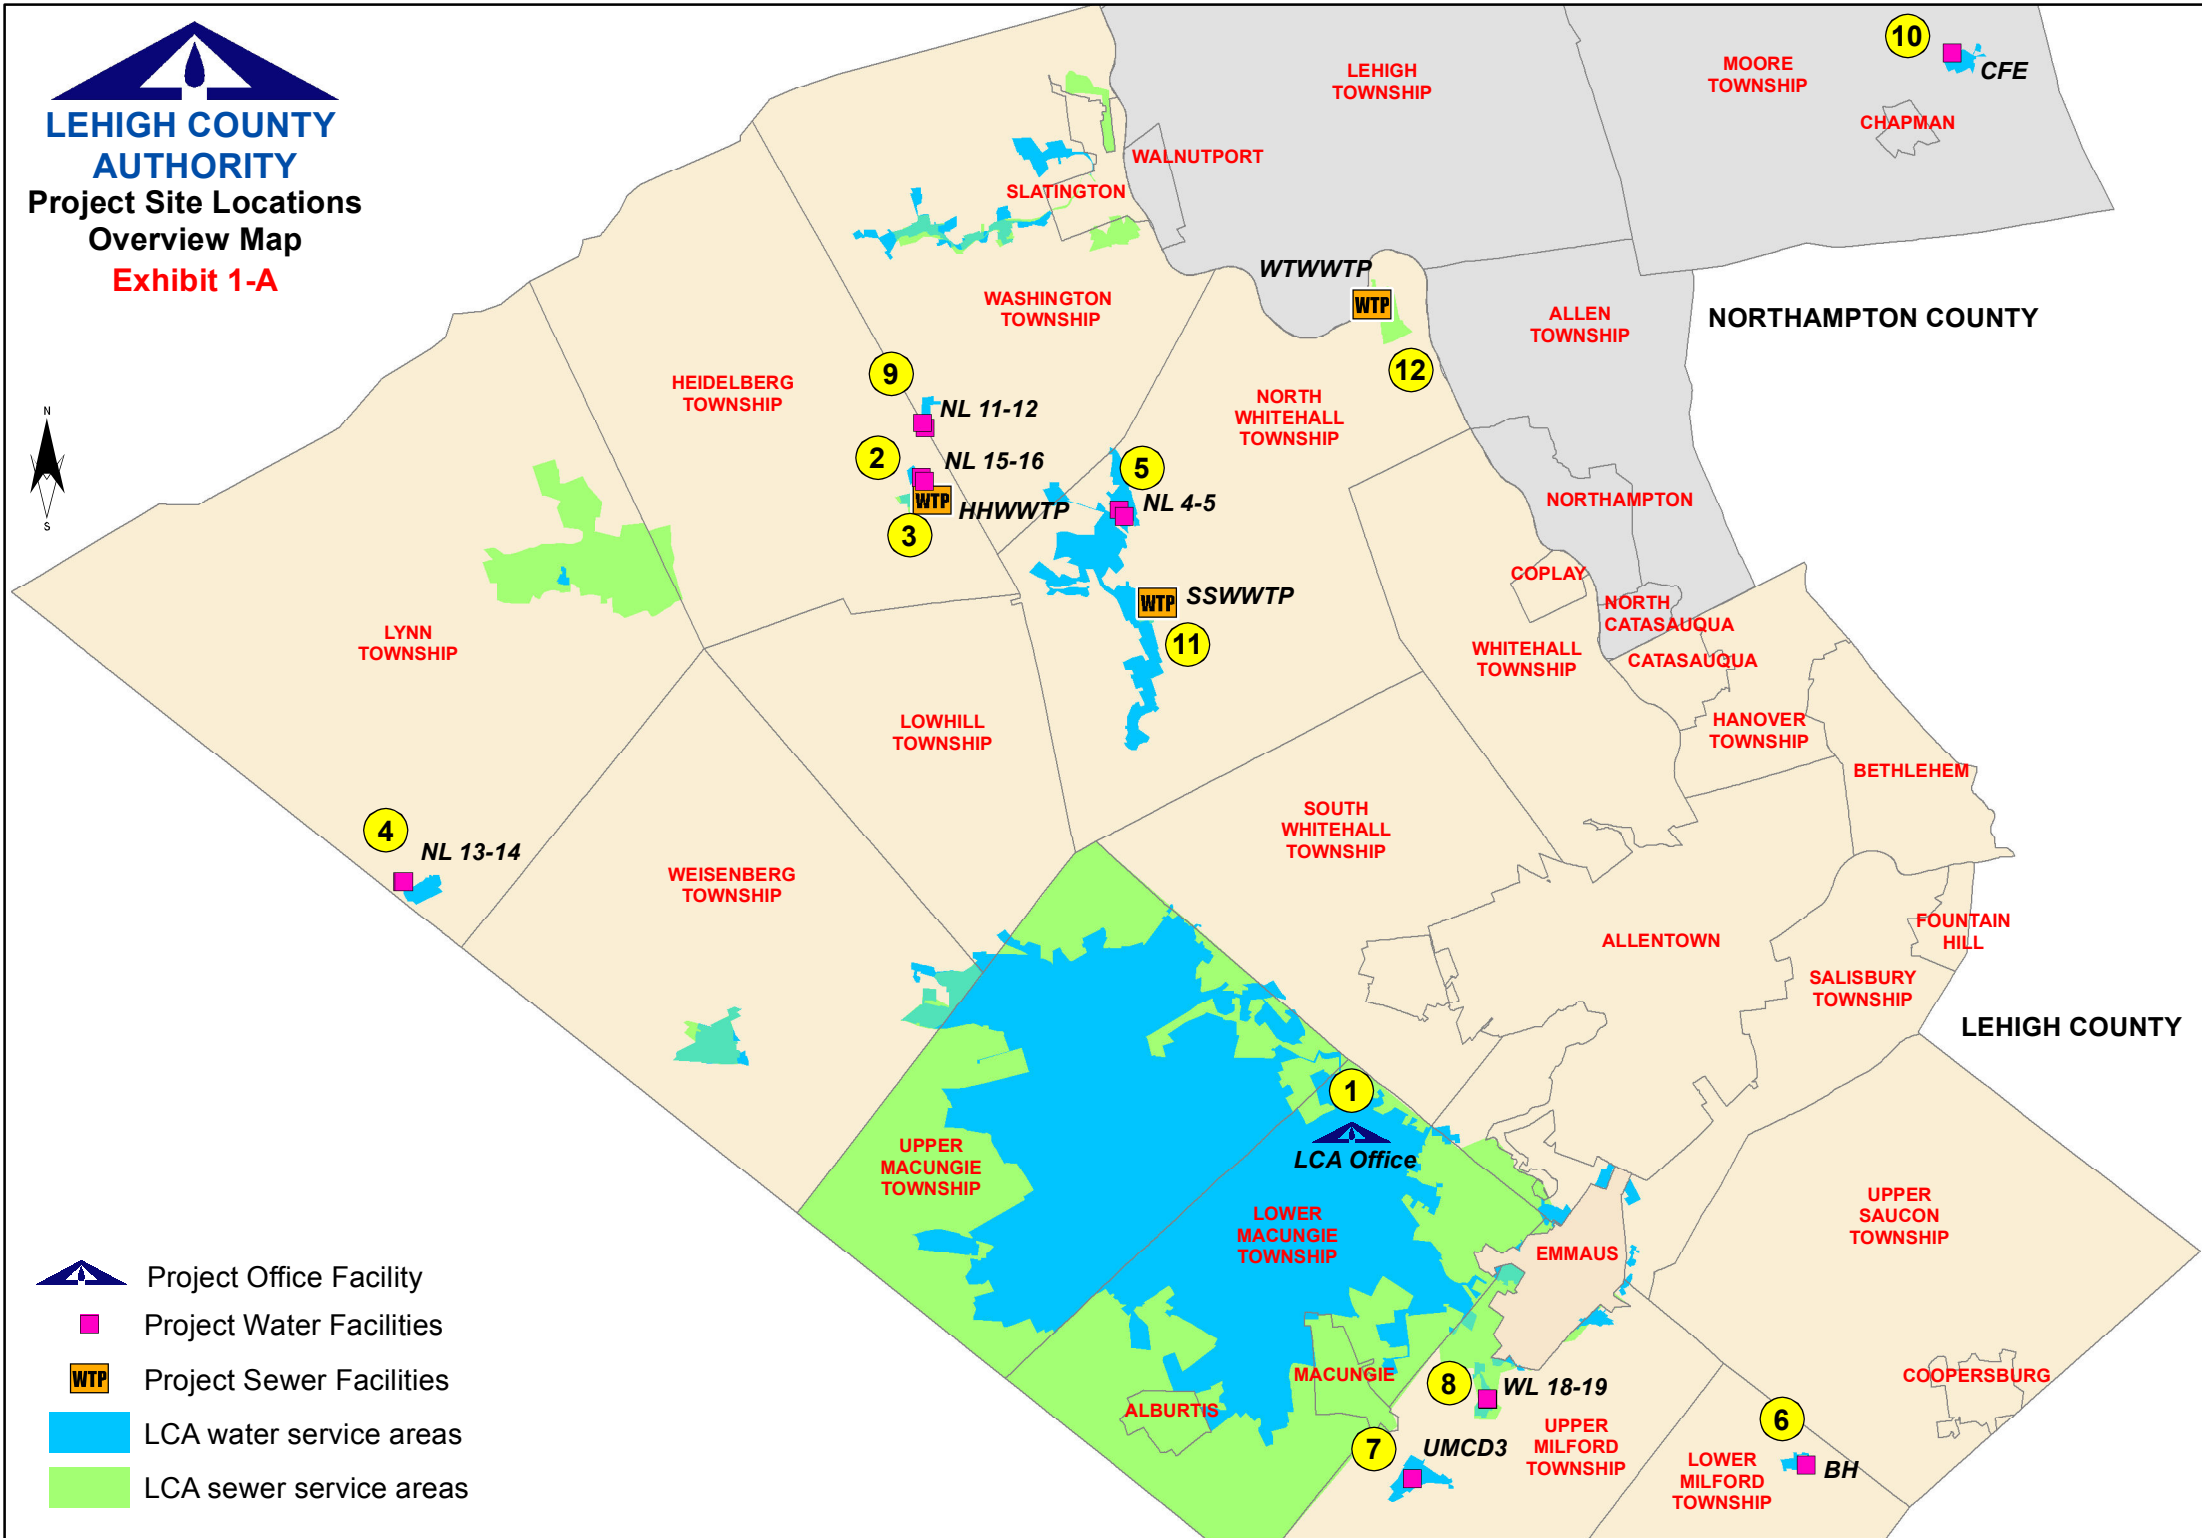 LEHIGH COUNTY
AUTHORITY
Project Site Locations
Overview Map
Exhibit 1-A
10
CFE
LEHIGH
TOWNSHIP
MOORE
TOWNSHIP
CHAPMAN
WALNUTPORT
SLATINGTON
WASHINGTON
TOWNSHIP
WTWWTP
WTP
12
ALLEN
TOWNSHIP
NORTHAMPTON COUNTY
HEIDELBERG
TOWNSHIP
9
NL 11-12
NORTH
WHITEHALL
TOWNSHIP
N
S
2
NL 15-16
WTP
HHWWTP
3
5
NL 4-5
NORTHAMPTON
COPLAY
WTP
SSWWTP
11
NORTH
CATASAUQUA
CATASAUQUA
LYNN
TOWNSHIP
WHITEHALL
TOWNSHIP
LOWHILL
TOWNSHIP
HANOVER
TOWNSHIP
BETHLEHEM
4
NL 13-14
SOUTH
WHITEHALL
TOWNSHIP
WEISENBERG
TOWNSHIP
ALLENTOWN
FOUNTAIN
HILL
SALISBURY
TOWNSHIP
LEHIGH COUNTY
1
LCA Office
UPPER
MACUNGIE
TOWNSHIP
LOWER
MACUNGIE
TOWNSHIP
EMMAUS
UPPER
SAUCON
TOWNSHIP
MACUNGIE
ALBURTIS
8
WL 18-19
COOPERSBURG
7
UMCD3
UPPER
MILFORD
TOWNSHIP
6
BH
LOWER
MILFORD
TOWNSHIP
Project Office Facility
Project Water Facilities
WTP Project Sewer Facilities
LCA water service areas
LCA sewer service areas